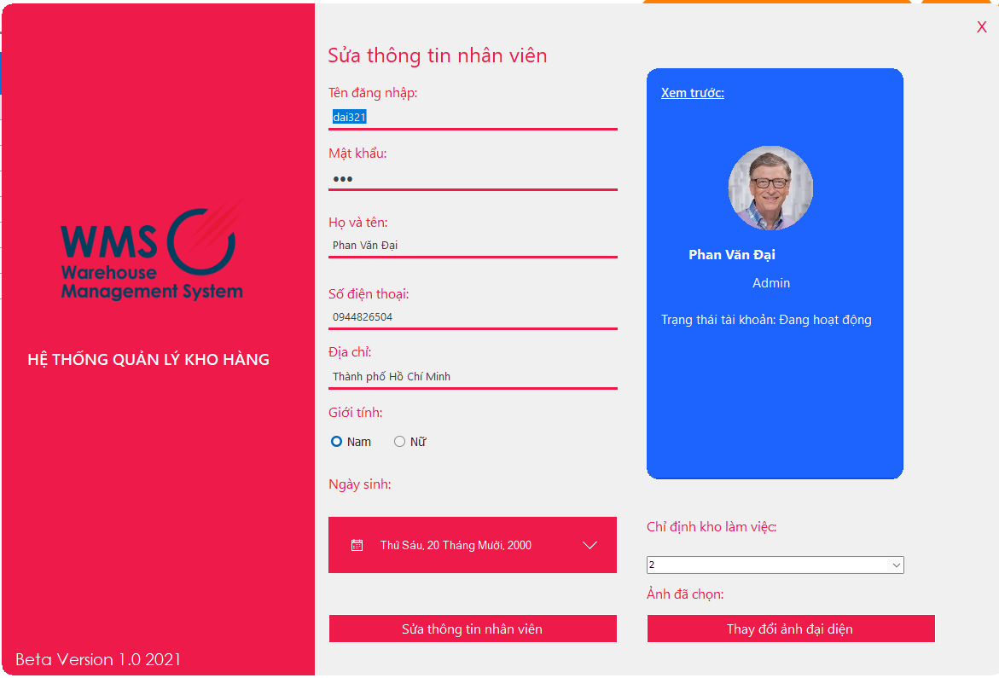 X
WMS
Warehouse
Management System
HỆ THỐNG QUẢN LÝ KHO HÀNG
Beta Version 1.0 2021
Sửa thông tin nhân viên
Tên đăng nhập:
dai321
Mật khẩu:
●●●
Họ và tên:
Phan Văn Đại
Số điện thoại:
0944826504
Địa chỉ:
Thành phố Hồ Chí Minh
Giới tính:
Nam Nữ
Ngày sinh:
Thứ Sáu, 20 Tháng Mười, 2000
Sửa thông tin nhân viên
Xem trước:
Phan Văn Đại
Admin
Trạng thái tài khoản: Đang hoạt động
Chỉ định kho làm việc:
2
Ảnh đã chọn:
Thay đổi ảnh đại diện